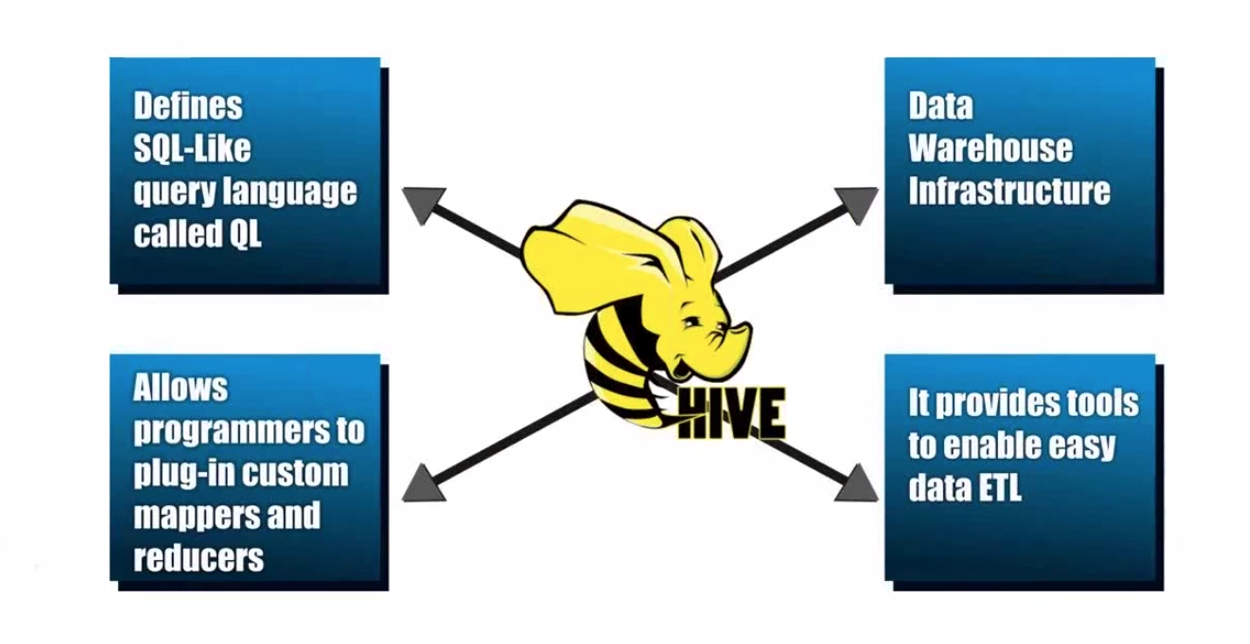 Defines
SQL-Like
query language
called QL
Data
Warehouse
Infrastructure
HIVE
Allows
programmers to
plug-in custom
mappers and
reducers
It provides tools
to enable easy
data ETL